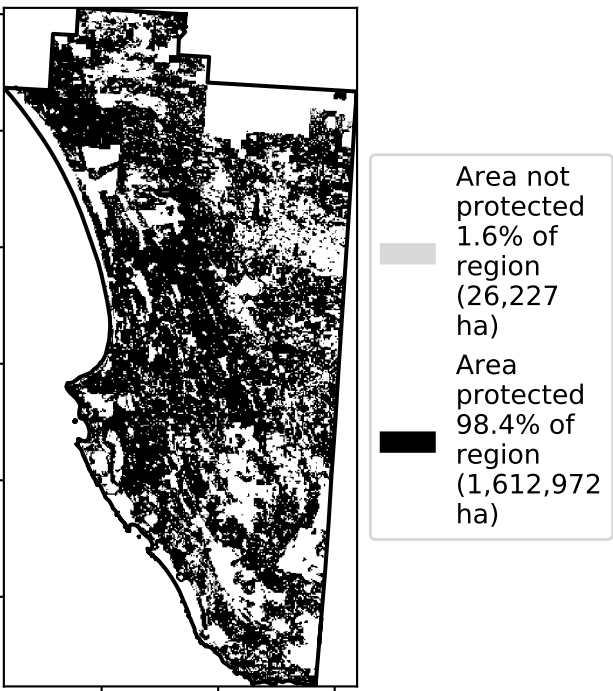 Area not
protected
1.6% of
region
(26,227
ha)
Area
protected
98.4% of
region
(1,612,972
ha)